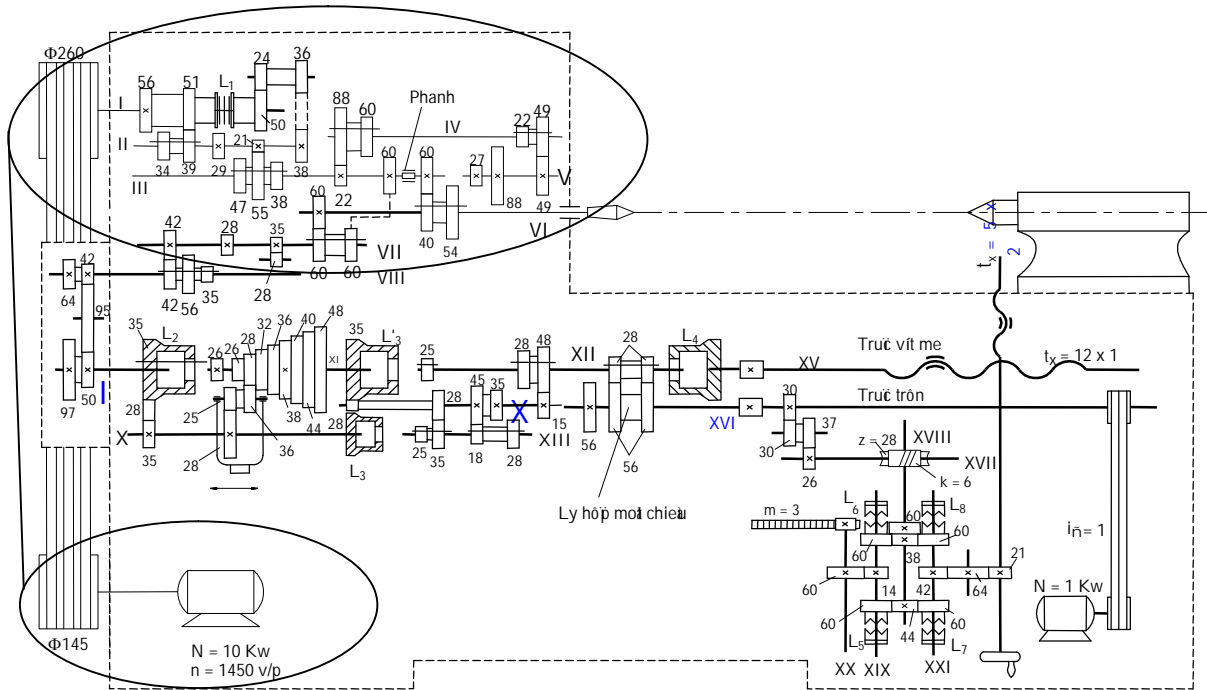 Φ260
56
51
L₁
24
36
50
I
II
III
34
39
29
21
47
55
38
38
88
60
IV
Phanh
22
49
60
60
27
V
22
88
49
VI
60
40
54
42
28
35
VII
60
60
VIII
42
64
42
56
35
28
95
97
50
I
35
L₂
26
26
28
32
36
40
48
XI
35
L'₃
25
28
48
XII
28
L₄
XV
Trục vít me
tₓ = 12 x 1
tₓ = 5 x 2
28
25
38
44
36
28
28
45
35
X
15
56
Trục trơn
XVI
30
37
X
35
28
L₃
25
35
18
28
XIII
56
30
26
z = 28
XVIII
XVII
k = 6
Ly hợp một chiều
m = 3
L₆
L₈
60
60
60
38
60
14
42
64
21
iđ = 1
N = 1 Kw
60
44
60
L₅
L₇
XX
XIX
XXI
Φ145
N = 10 Kw
n = 1450 v/p